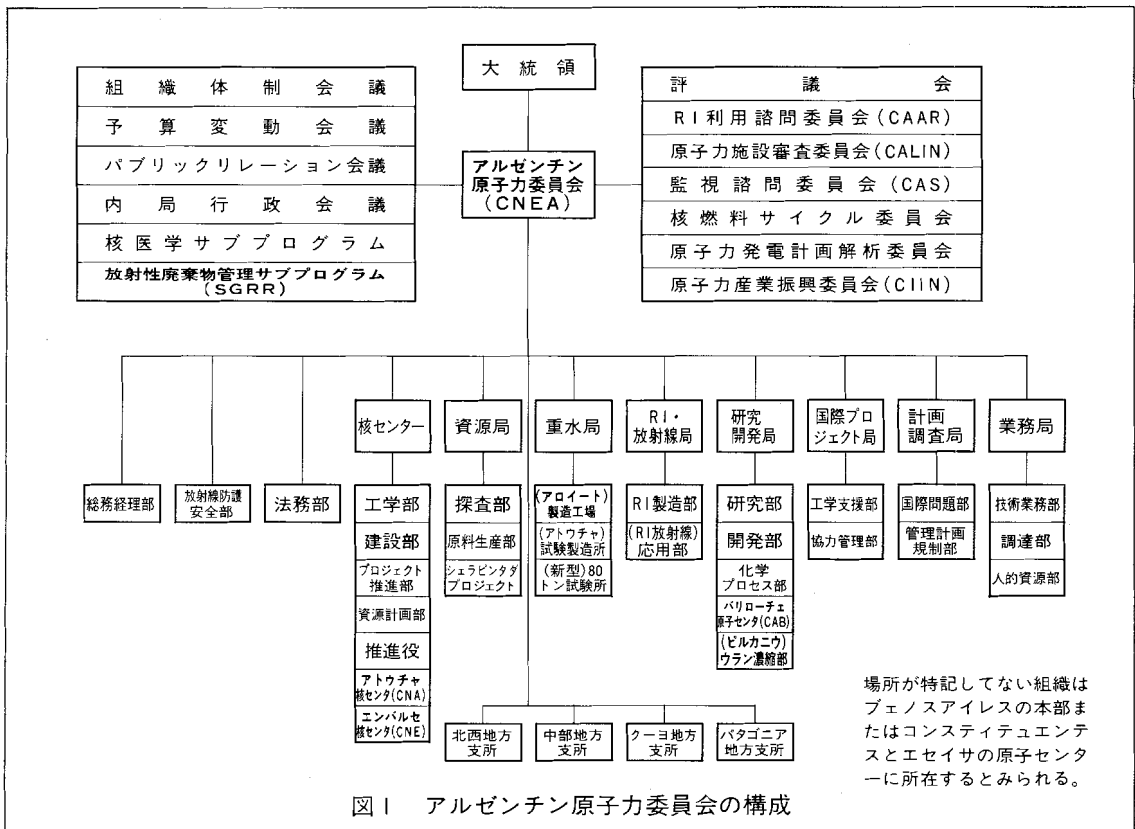 大統領
組織体制会議
予算変動会議
パブリックリレーション会議
内局行政会議
核医学サブプログラム
放射性廃棄物管理サブプログラム
(SGRR)
アルゼンチン
原子力委員会
(CNEA)
評議会
RI利用諮問委員会(CAAR)
原子力施設審査委員会(CALIN)
監視諮問委員会(CAS)
核燃料サイクル委員会
原子力発電計画解析委員会
原子力産業振興委員会(CIIN)
総務経理部
放射線防護
安全部
法務部
核センター
工学部
建設部
プロジェクト
推進部
資源計画部
推進役
アトウチャ
核センタ(CNA)
エンバルセ
核センタ(CNE)
資源局
探査部
原料生産部
シェラピンタダ
プロジェクト
重水局
(アロイート)
製造工場
(アトウチャ)
試験製造所
(新型)80
トン試験所
RI・
放射線局
RI製造部
(RI放射線)
応用部
研究
開発局
研究部
開発部
化学
プロセス部
バリローチェ
原子センタ(CAB)
(ピルカニウ)
ウラン濃縮部
国際プロ
ジェクト局
工学支援部
協力管理部
計画
調査局
国際問題部
管理計画
規制部
業務局
技術業務部
調達部
人的資源部
北西地方
支所
中部地方
支所
クーヨ地方
支所
パタゴニア
地方支所
場所が特記してない組織は
ブェノスアイレスの本部ま
たはコンスティテュエンテ
スとエセイサの原子センタ
ーに所在するとみられる。
図1 アルゼンチン原子力委員会の構成